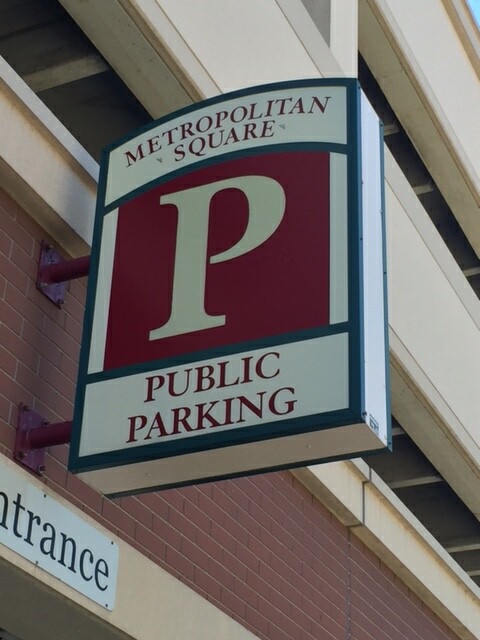 METROPOLITAN
SQUARE
P
PUBLIC
PARKING
ntrance